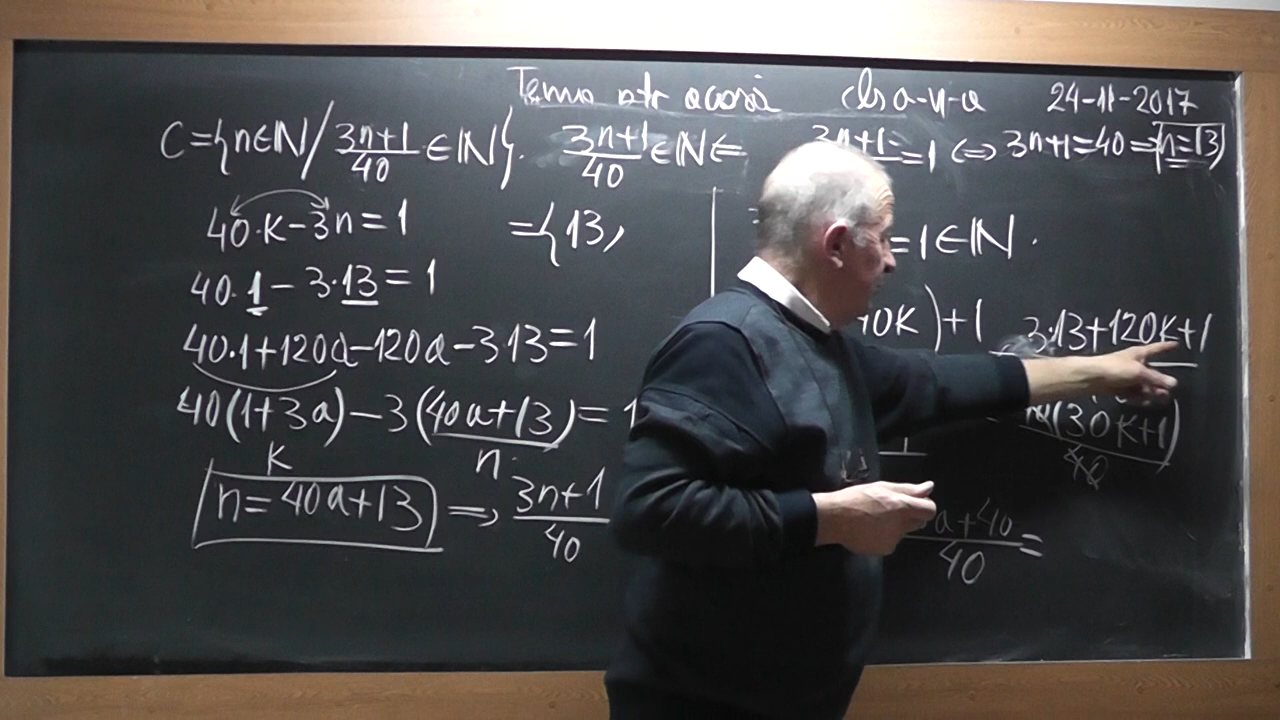 Tema ptr acasă cls a-V-a 24-11-2017
C={n∈ℕ/ 3n+1/40 ∈ℕ}. 3n+1/40 ∈ℕ ⇐ 3n+1 =1 ⇔ 3n+1=40 ⇒ n=13
40·k-3n=1 ={13,
=1∈ℕ.
40·1-3·13=1
40·1+120a-120a-3·13=1
40k)+1 3·13+120k+1
40(1+3a)-3(40a+13)=1
(30k+1)
40
k n
n=40a+13 ⇒ 3n+1/40
a+40/40 =